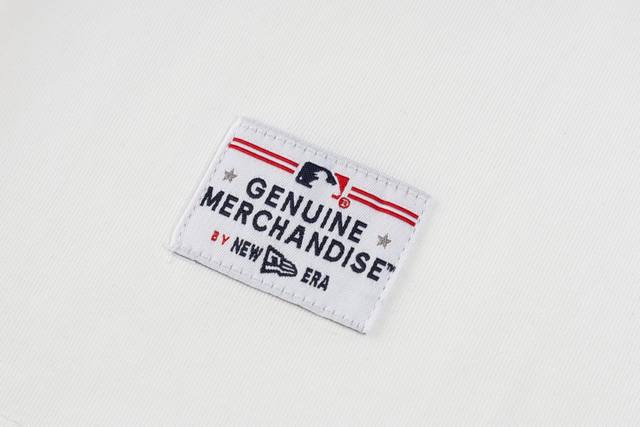 ®
GENUINE
MERCHANDISE™
BY NEW ERA